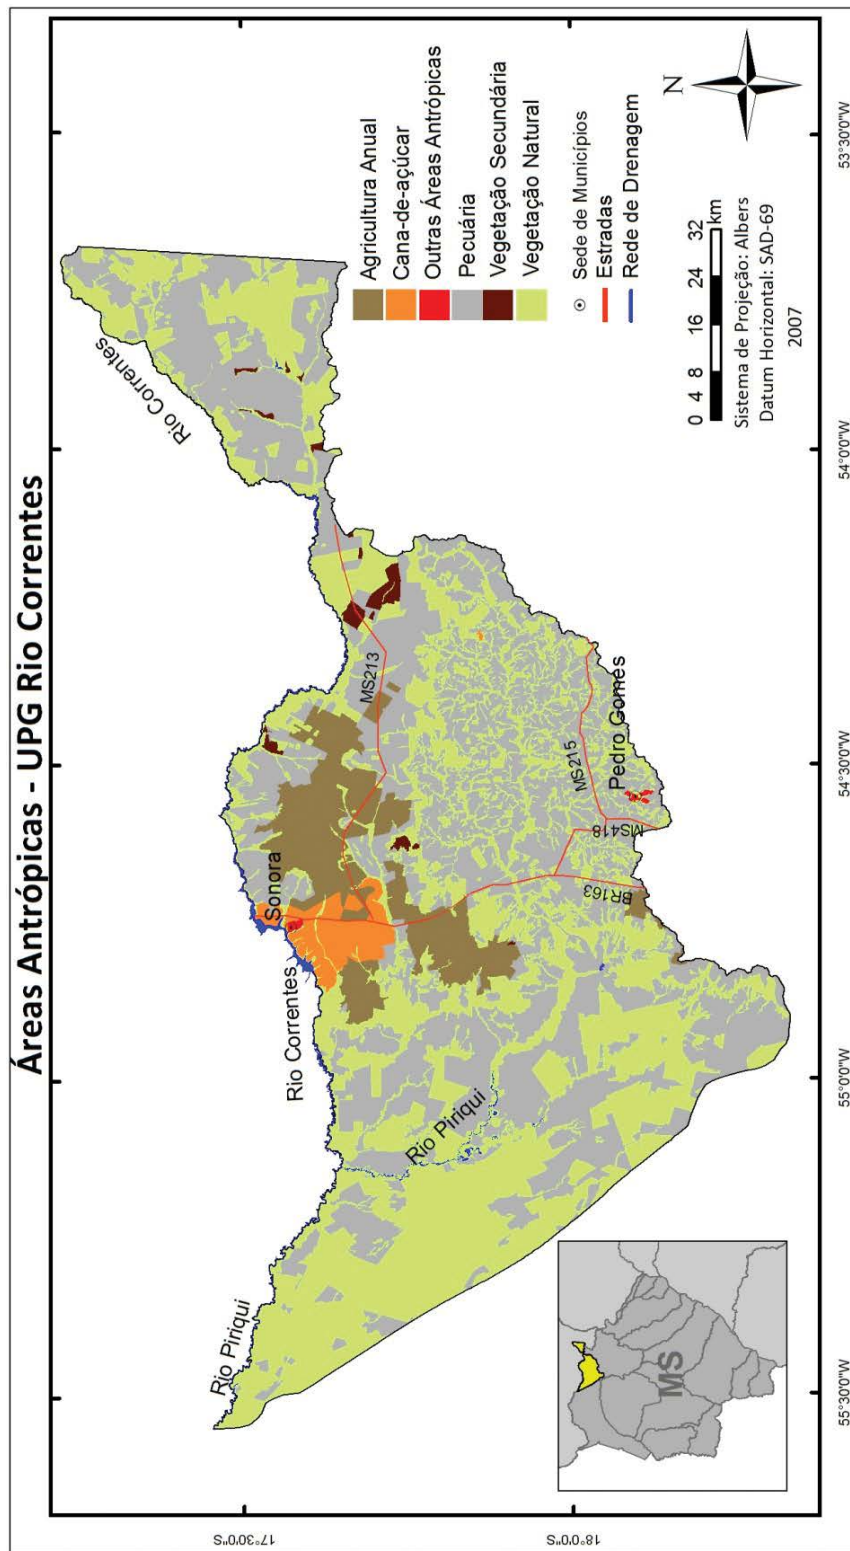 Áreas Antrópicas - UPG Rio Correntes
Rio Correntes
Rio Piriqui
Rio Correntes
Sonora
MS213
Rio Piriqui
BR163
MS418
MS215
Pedro Gomes
Agricultura Anual
Cana-de-açúcar
Outras Áreas Antrópicas
Pecuária
Vegetação Secundária
Vegetação Natural
Sede de Municípios
Estradas
Rede de Drenagem
N
0 4 8 16 24 32
km
Sistema de Projeção: Albers
Datum Horizontal: SAD-69
2007
MS
17°30'0"S
18°0'0"S
55°30'0"W
55°0'0"W
54°30'0"W
54°0'0"W
53°30'0"W